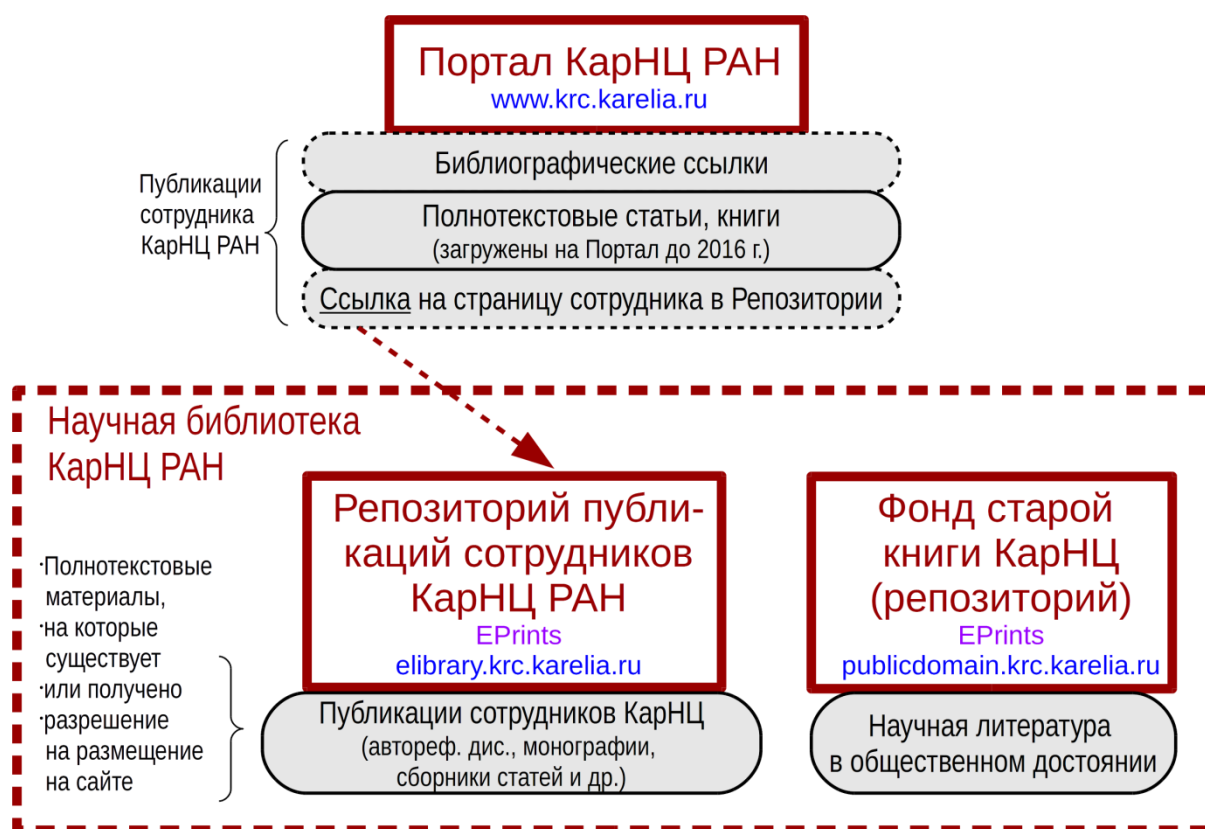 Портал КарНЦ РАН
www.krc.karelia.ru
Публикации
сотрудника
КарНЦ РАН
Библиографические ссылки
Полнотекстовые статьи, книги
(загружены на Портал до 2016 г.)
Ссылка на страницу сотрудника в Репозитории
Научная библиотека
КарНЦ РАН
·Полнотекстовые
материалы,
·на которые
существует
·или получено
·разрешение
на размещение
на сайте
Репозиторий публи-
каций сотрудников
КарНЦ РАН
EPrints
elibrary.krc.karelia.ru
Публикации сотрудников КарНЦ
(автореф. дис., монографии,
сборники статей и др.)
Фонд старой
книги КарНЦ
(репозиторий)
EPrints
publicdomain.krc.karelia.ru
Научная литература
в общественном достоянии